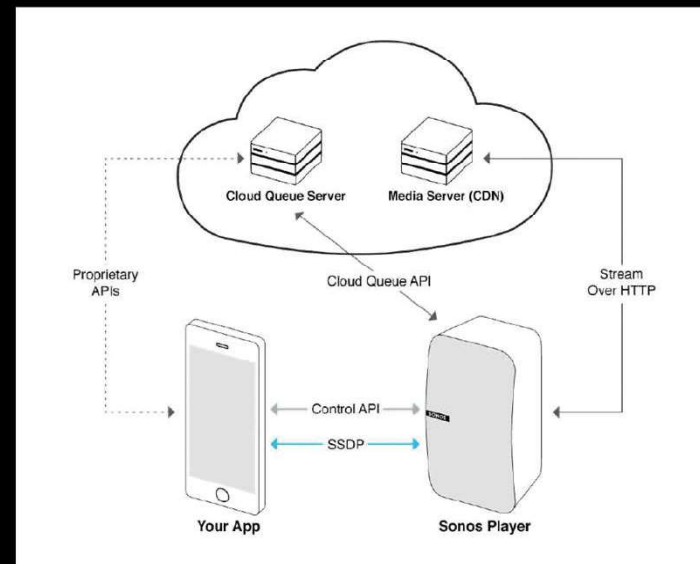 Cloud Queue Server
Media Server (CDN)
Proprietary
APIs
Cloud Queue API
Stream
Over HTTP
Control API
SONOS
SSDP
Your App
Sonos Player